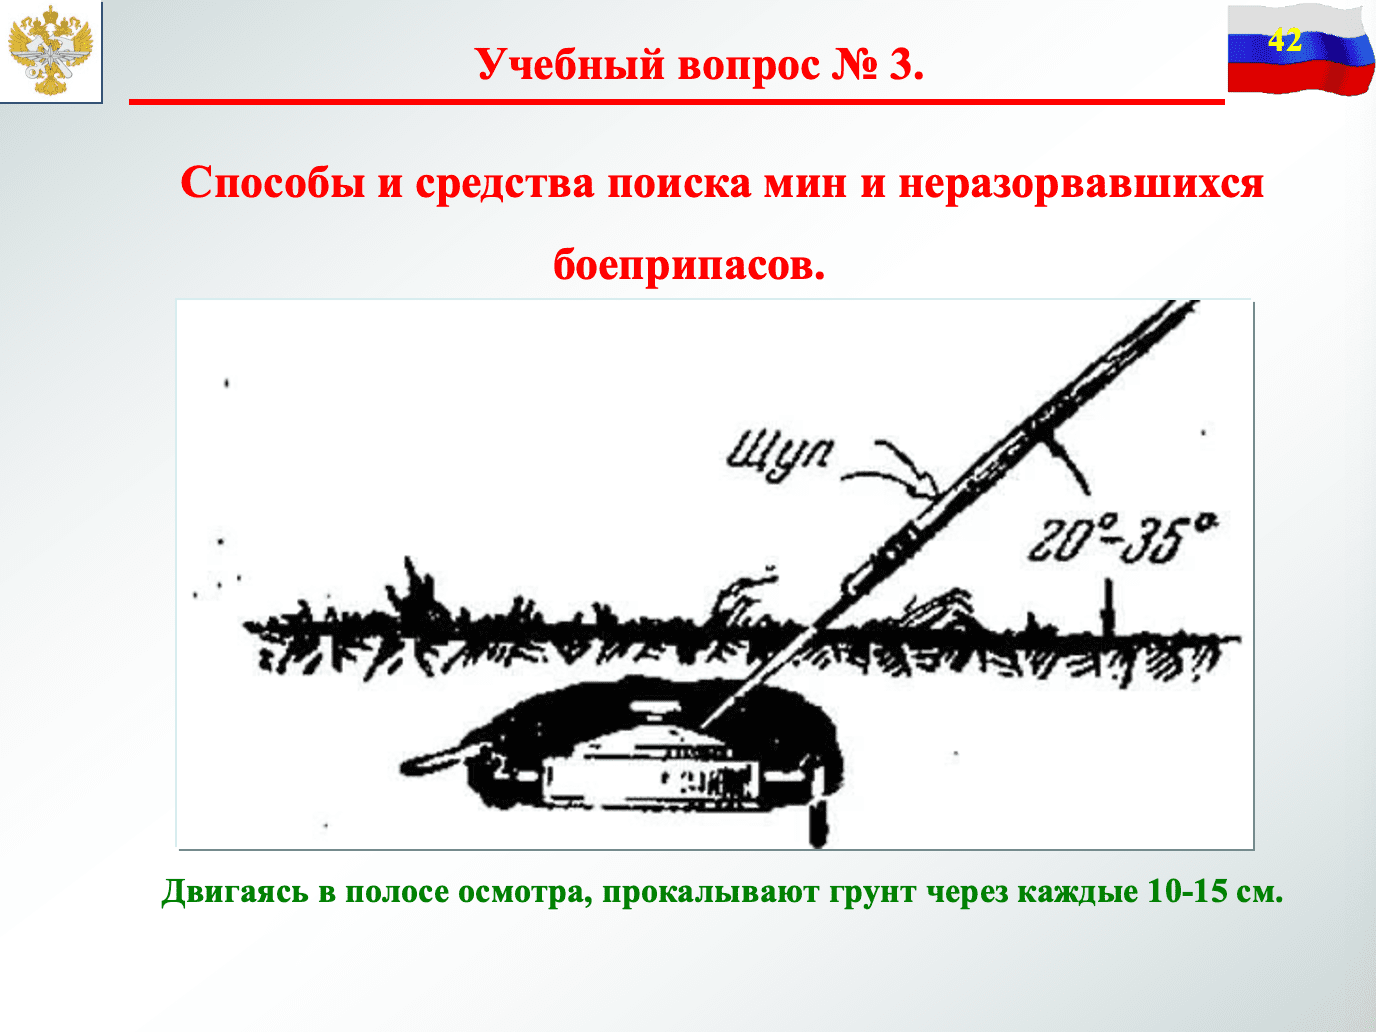 42
Учебный вопрос № 3.
Способы и средства поиска мин и неразорвавшихся
боеприпасов.
Щуп
20°-35°
Двигаясь в полосе осмотра, прокалывают грунт через каждые 10-15 см.